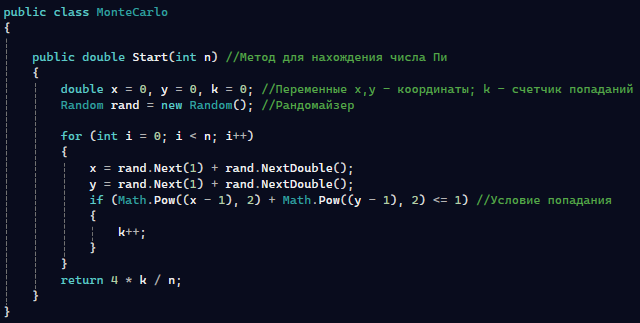 public class MonteCarlo
{
public double Start(int n) //Метод для нахождения числа Пи
{
double x = 0, y = 0, k = 0; //Переменные x,y - координаты; k - счетчик попаданий
Random rand = new Random(); //Рандомайзер
for (int i = 0; i < n; i++)
{
x = rand.Next(1) + rand.NextDouble();
y = rand.Next(1) + rand.NextDouble();
if (Math.Pow((x - 1), 2) + Math.Pow((y - 1), 2) <= 1) //Условие попадания
{
k++;
}
}
return 4 * k / n;
}
}